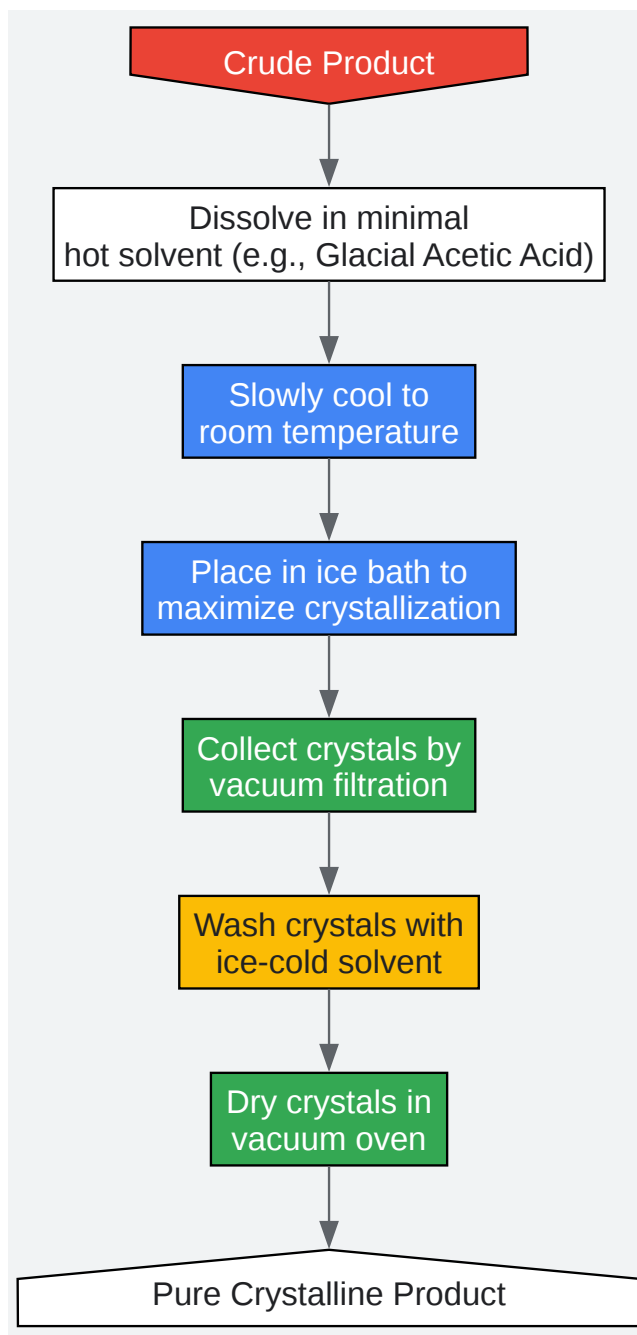 Crude Product
Dissolve in minimal
hot solvent (e.g., Glacial Acetic Acid)
Slowly cool to
room temperature
Place in ice bath to
maximize crystallization
Collect crystals by
vacuum filtration
Wash crystals with
ice-cold solvent
Dry crystals in
vacuum oven
Pure Crystalline Product